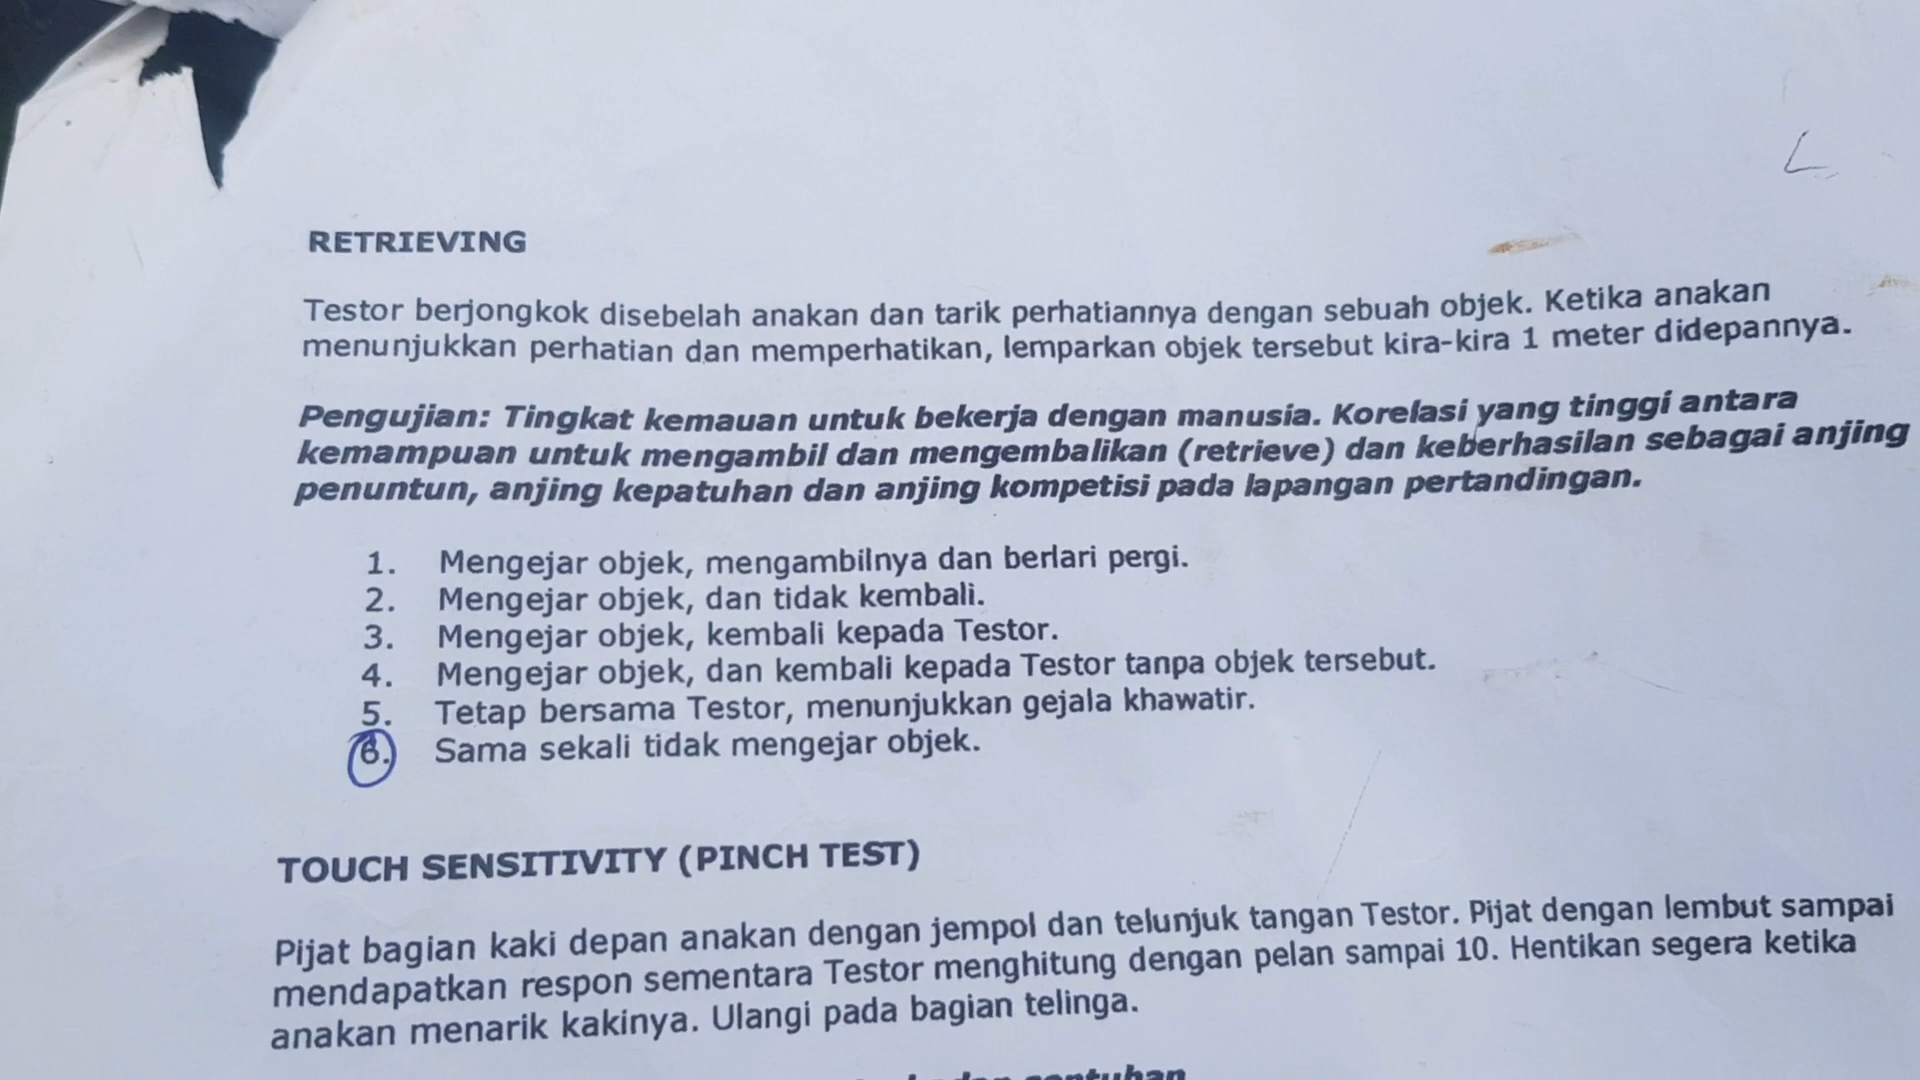 RETRIEVING
Testor berjongkok disebelah anakan dan tarik perhatiannya dengan sebuah objek. Ketika anakan
menunjukkan perhatian dan memperhatikan, lemparkan objek tersebut kira-kira 1 meter didepannya.
Pengujian: Tingkat kemauan untuk bekerja dengan manusia. Korelasi yang tinggi antara
kemampuan untuk mengambil dan mengembalikan (retrieve) dan keberhasilan sebagai anjing
penuntun, anjing kepatuhan dan anjing kompetisi pada lapangan pertandingan.
1. Mengejar objek, mengambilnya dan berlari pergi.
2. Mengejar objek, dan tidak kembali.
3. Mengejar objek, kembali kepada Testor.
4. Mengejar objek, dan kembali kepada Testor tanpa objek tersebut.
5. Tetap bersama Testor, menunjukkan gejala khawatir.
6. Sama sekali tidak mengejar objek.
TOUCH SENSITIVITY (PINCH TEST)
Pijat bagian kaki depan anakan dengan jempol dan telunjuk tangan Testor. Pijat dengan lembut sampai
mendapatkan respon sementara Testor menghitung dengan pelan sampai 10. Hentikan segera ketika
anakan menarik kakinya. Ulangi pada bagian telinga.
sentuhan